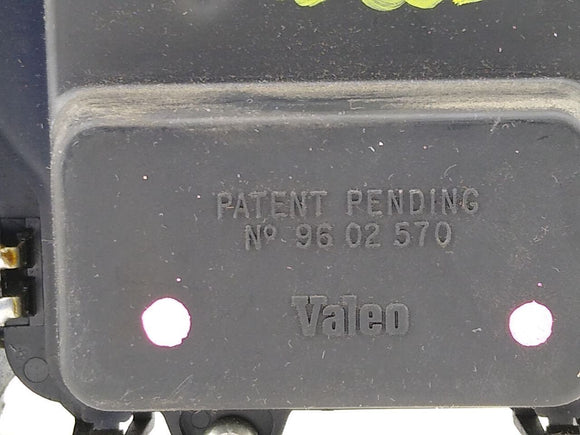 PATENT PENDING
Nº 96 02 570
Valeo